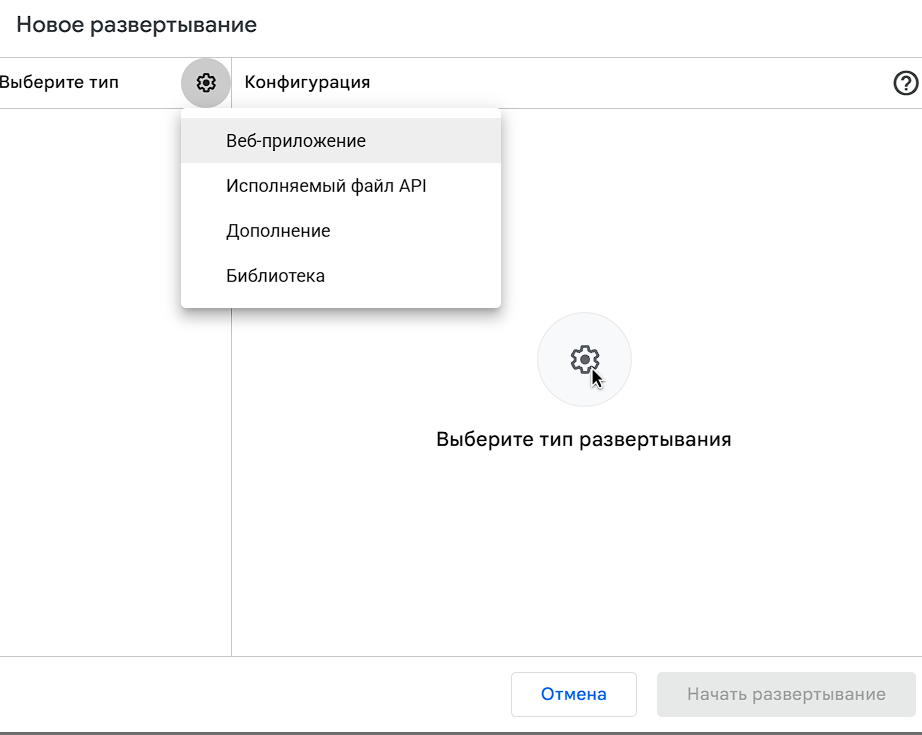 Новое развертывание
Выберите тип
Конфигурация
Веб-приложение
Исполняемый файл API
Дополнение
Библиотека
Выберите тип развертывания
Отмена
Начать развертывание